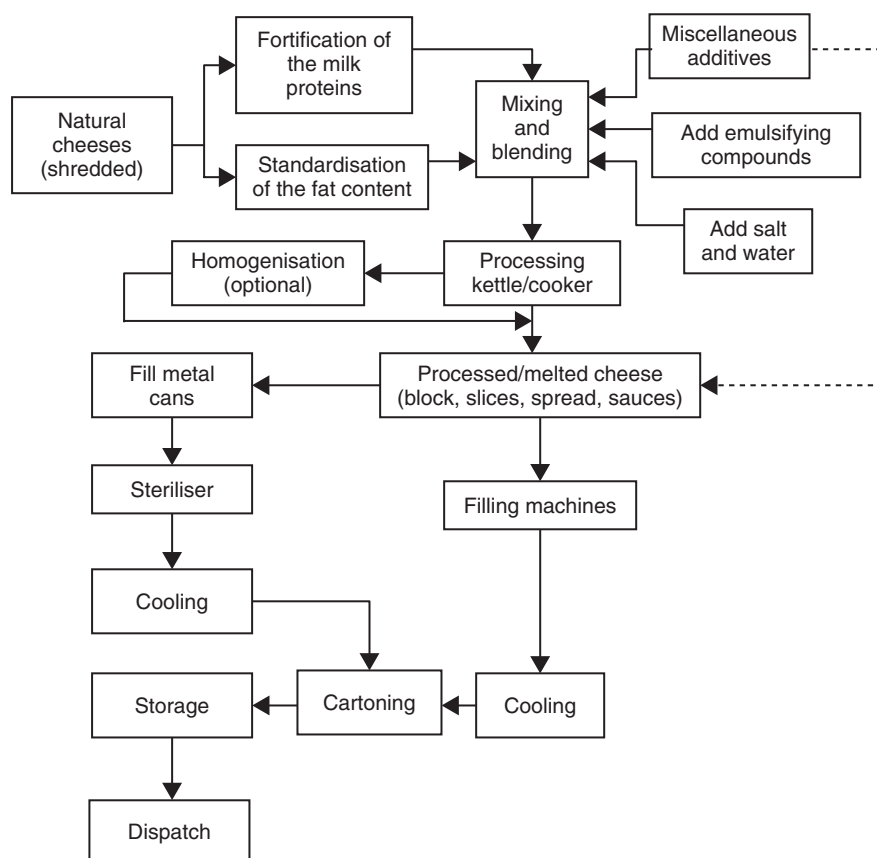 Fortification of
the milk
proteins
Miscellaneous
additives
Natural
cheeses
(shredded)
Mixing
and
blending
Add emulsifying
compounds
Standardisation
of the fat content
Add salt
and water
Homogenisation
(optional)
Processing
kettle/cooker
Fill metal
cans
Processed/melted cheese
(block, slices, spread, sauces)
Steriliser
Filling machines
Cooling
Storage
Cartoning
Cooling
Dispatch